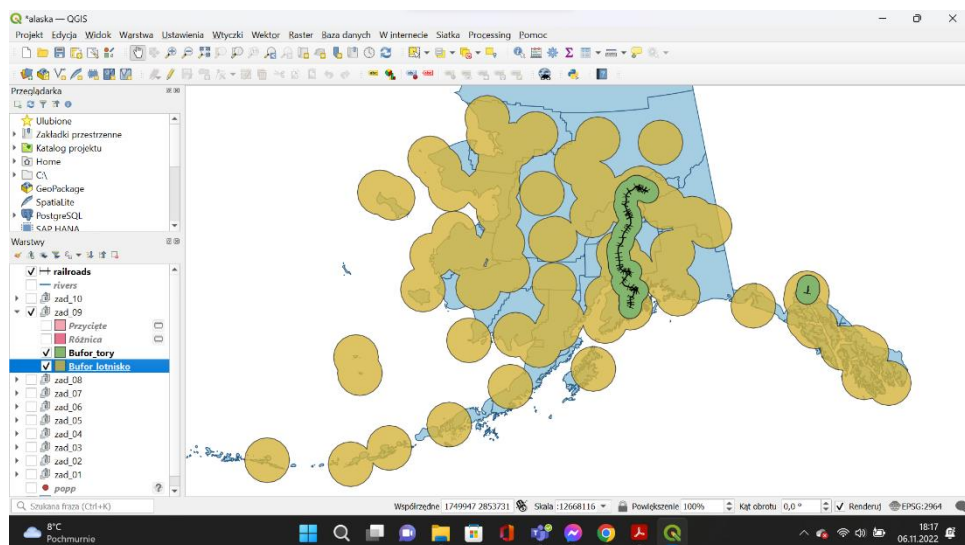 *alaska — QGIS
Projekt Edycja Widok Warstwa Ustawienia Wtyczki Wektor Raster Baza danych W internecie Siatka Processing Pomoc
Przeglądarka
Ulubione
Zakładki przestrzenne
Katalog projektu
Home
C:\
GeoPackage
SpatiaLite
PostgreSQL
SAP HANA
Warstwy
railroads
rivers
zad_10
zad_09
Przycięte
Różnica
Bufor_tory
Bufor_lotnisko
zad_08
zad_07
zad_06
zad_05
zad_04
zad_03
zad_02
zad_01
popp
Szukana fraza (Ctrl+K)
Współrzędne 1749947 2853731 Skala :12668116 Powiększenie 100% Kąt obrotu 0,0 ° Renderuj EPSG:2964
8°C
Pochmurnie
18:17
06.11.2022